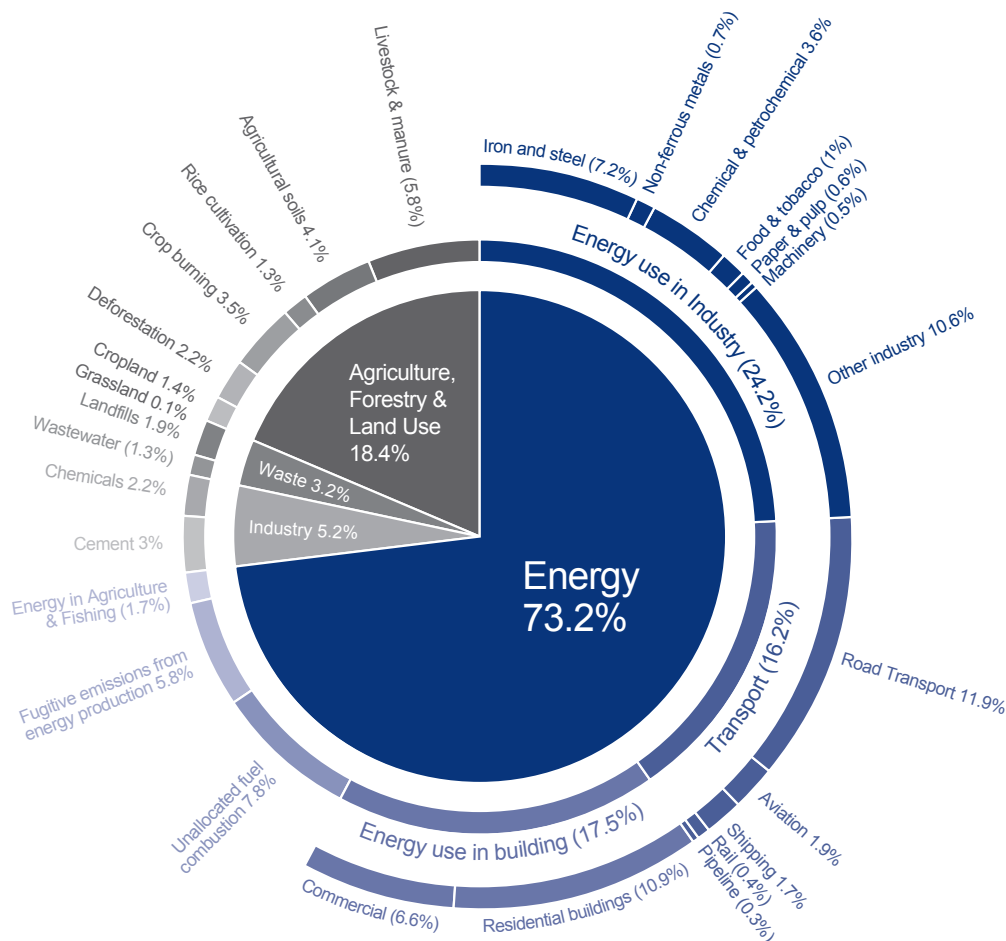 Livestock & manure (5.8%)
Agricultural soils 4.1%
Rice cultivation 1.3%
Crop burning 3.5%
Deforestation 2.2%
Cropland 1.4%
Grassland 0.1%
Landfills 1.9%
Wastewater (1.3%)
Chemicals 2.2%
Cement 3%
Energy in Agriculture
& Fishing (1.7%)
Fugitive emissions from
energy production 5.8%
Unallocated fuel
combustion 7.8%
Iron and steel (7.2%)
Non-ferrous metals (0.7%)
Chemical & petrochemical 3.6%
Food & tobacco (1%)
Paper & pulp (0.6%)
Machinery (0.5%)
Other industry 10.6%
Energy use in Industry (24.2%)
Agriculture,
Forestry &
Land Use
18.4%
Waste 3.2%
Industry 5.2%
Energy
73.2%
Transport (16.2%)
Road Transport 11.9%
Aviation 1.9%
Shipping 1.7%
Rail (0.4%)
Pipeline (0.3%)
Energy use in building (17.5%)
Residential buildings (10.9%)
Commercial (6.6%)